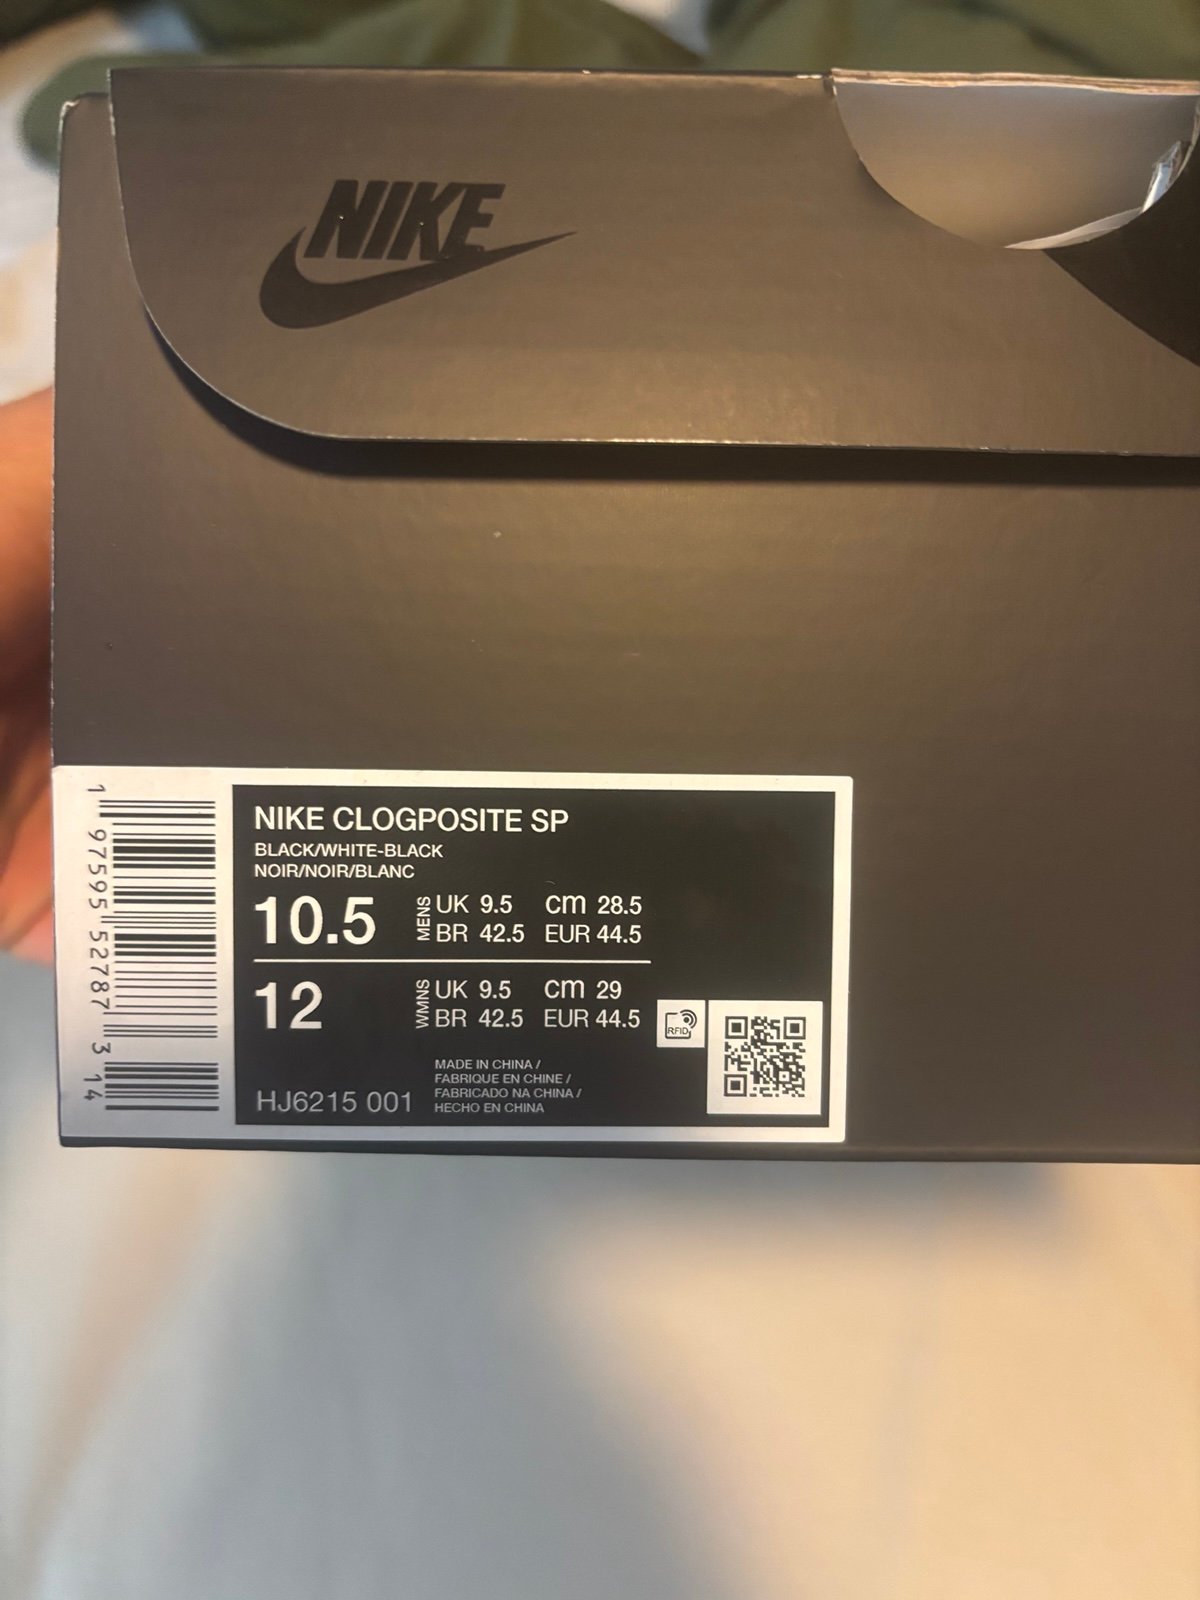 NIKE
NIKE CLOGPOSITE SP
BLACK/WHITE-BLACK
NOIR/NOIR/BLANC
10.5 MENS UK 9.5 CM 28.5
BR 42.5 EUR 44.5
12 WMNS UK 9.5 CM 29
BR 42.5 EUR 44.5
RFID
MADE IN CHINA /
FABRIQUE EN CHINE /
FABRICADO NA CHINA /
HECHO EN CHINA
HJ6215 001
1 97595 52787 3 14